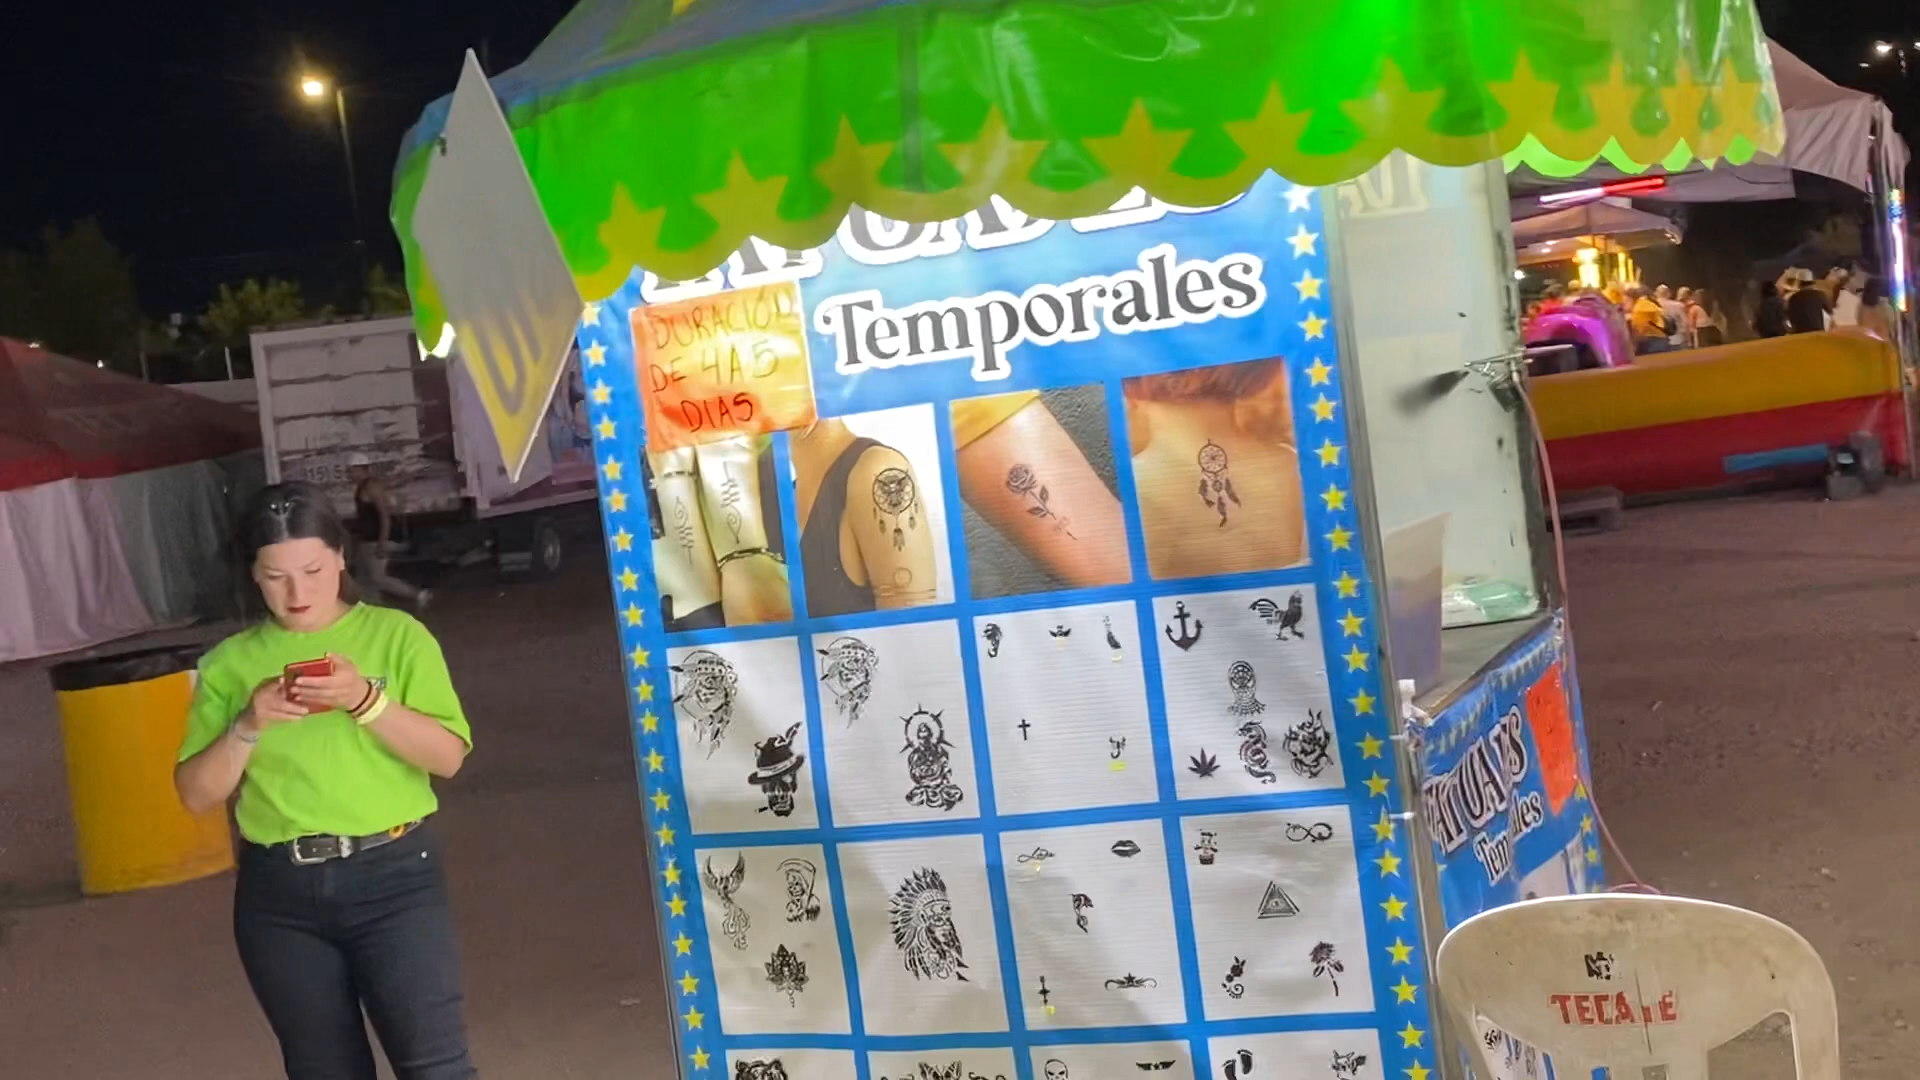 Temporales
DURACIÓN
DE 4 A 5
DIAS
TATUAJES
Temporales
TECATE